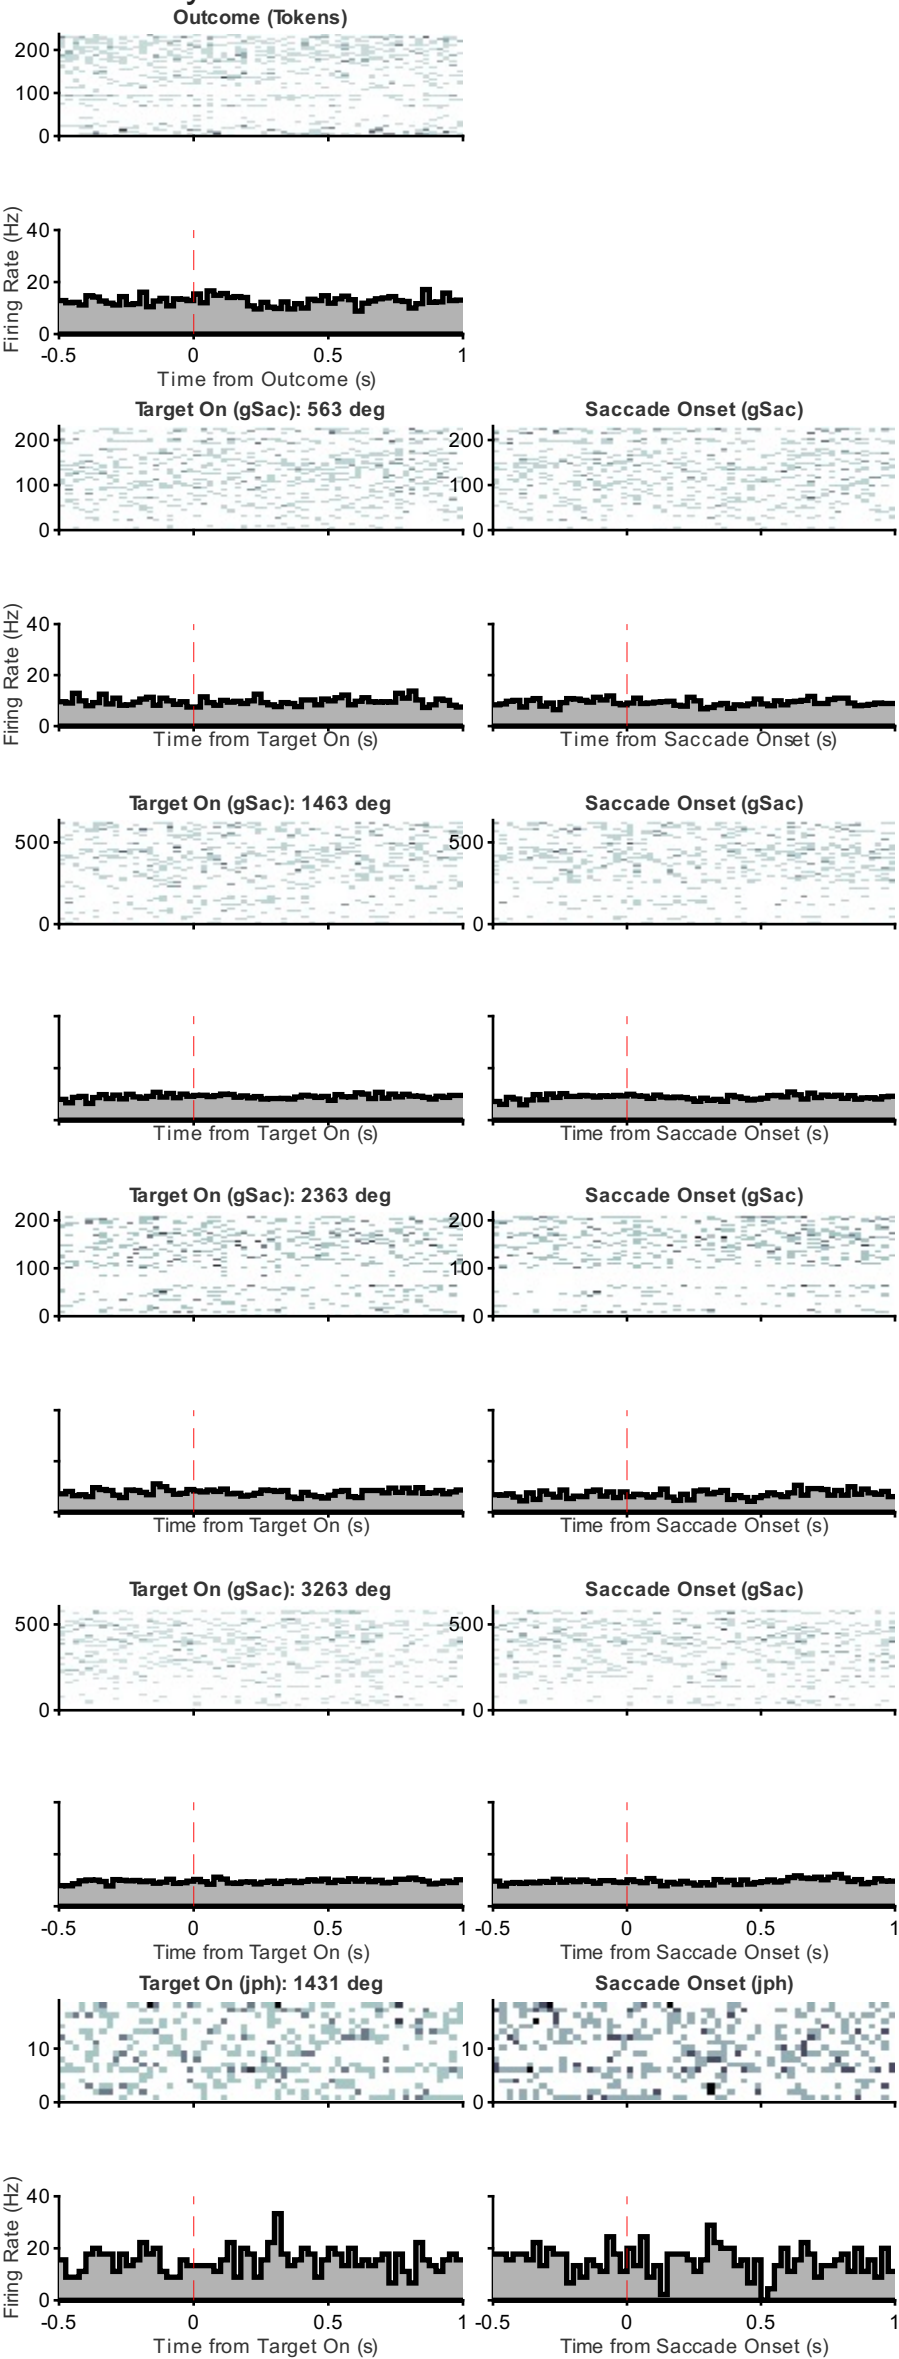 Outcome (Tokens)
200
100
0
Firing Rate (Hz)
40
20
0
-0.5 0 0.5 1
Time from Outcome (s)
Target On (gSac): 563 deg Saccade Onset (gSac)
200 200
100 100
0 0
Firing Rate (Hz)
40
20
0
Time from Target On (s) Time from Saccade Onset (s)
Target On (gSac): 1463 deg Saccade Onset (gSac)
500 500
0 0
Time from Target On (s) Time from Saccade Onset (s)
Target On (gSac): 2363 deg Saccade Onset (gSac)
200 200
100 100
0 0
Time from Target On (s) Time from Saccade Onset (s)
Target On (gSac): 3263 deg Saccade Onset (gSac)
500 500
0 0
-0.5 0 0.5 1 -0.5 0 0.5 1
Time from Target On (s) Time from Saccade Onset (s)
Target On (jph): 1431 deg Saccade Onset (jph)
10 10
0 0
Firing Rate (Hz)
40
20
0
-0.5 0 0.5 1 -0.5 0 0.5 1
Time from Target On (s) Time from Saccade Onset (s)